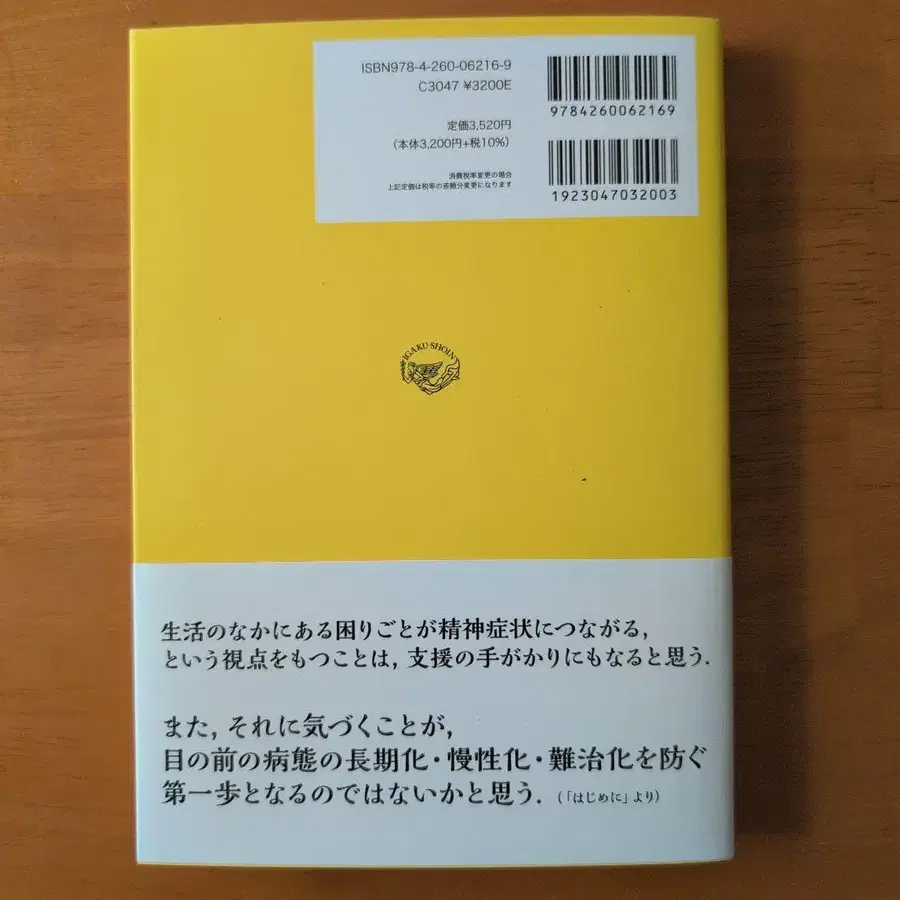 ISBN978-4-260-06216-9
C3047 ¥3200E
定価3,520円
(本体3,200円+税10%)
消費税率変更の場合
上記定価は税率の差額分変更になります
9784260062169
1923047032003
IGAKU-SHOIN
生活のなかにある困りごとが精神症状につながる,
という視点をもつことは, 支援の手がかりにもなると思う.
また, それに気づくことが,
目の前の病態の長期化・慢性化・難治化を防ぐ
第一歩となるのではないかと思う. (「はじめに」より)